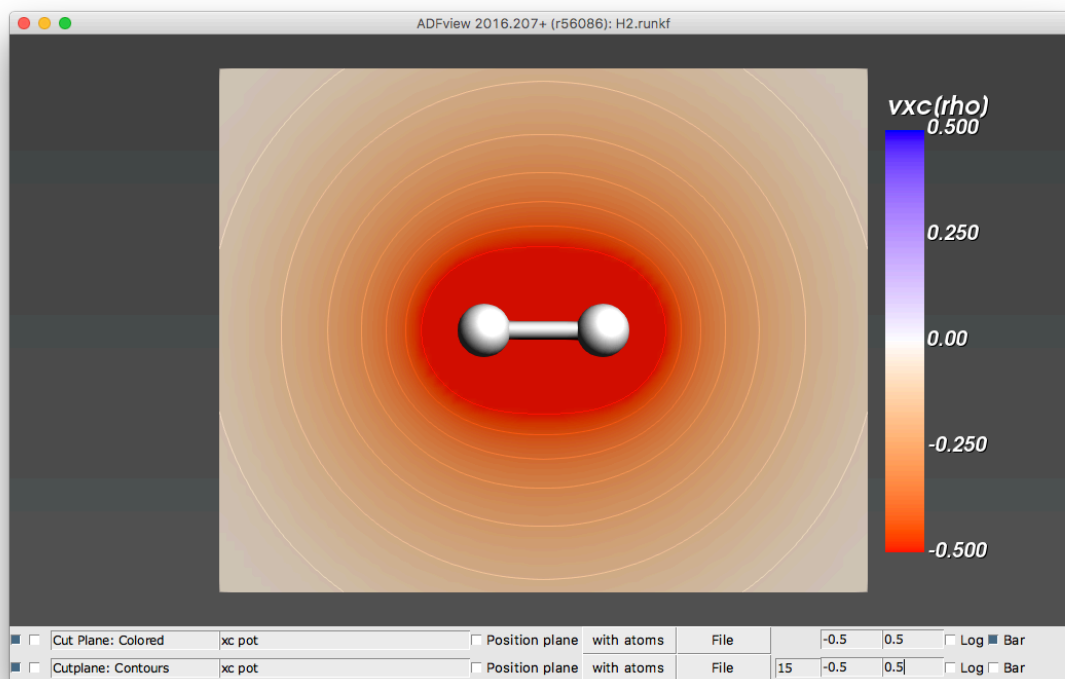 ADFview 2016.207+ (r56086): H2.runkf
vxc(rho)
0.500
0.250
0.00
-0.250
-0.500
Cut Plane: Colored xc pot Position plane with atoms File -0.5 0.5 Log Bar
Cutplane: Contours xc pot Position plane with atoms File 15 -0.5 0.5 Log Bar